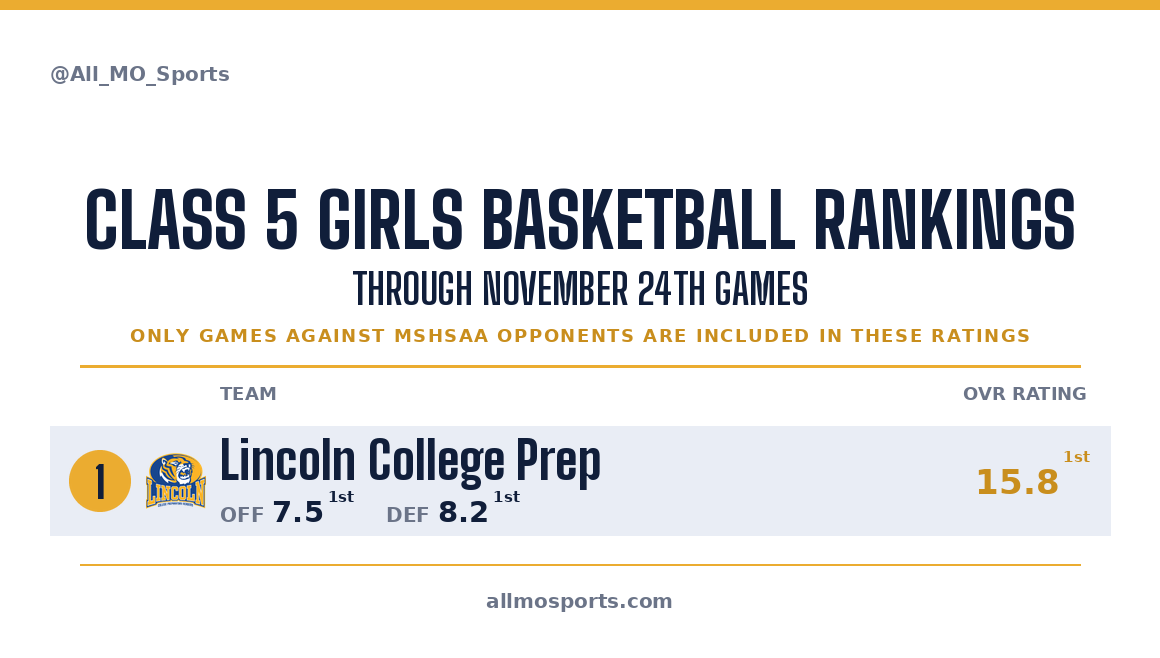 @All_MO_Sports
CLASS 5 GIRLS BASKETBALL RANKINGS
THROUGH NOVEMBER 24TH GAMES
ONLY GAMES AGAINST MSHSAA OPPONENTS ARE INCLUDED IN THESE RATINGS
TEAM OVR RATING
1 LINCOLN Lincoln College Prep 15.8 1st
OFF 7.5 1st DEF 8.2 1st
allmosports.com